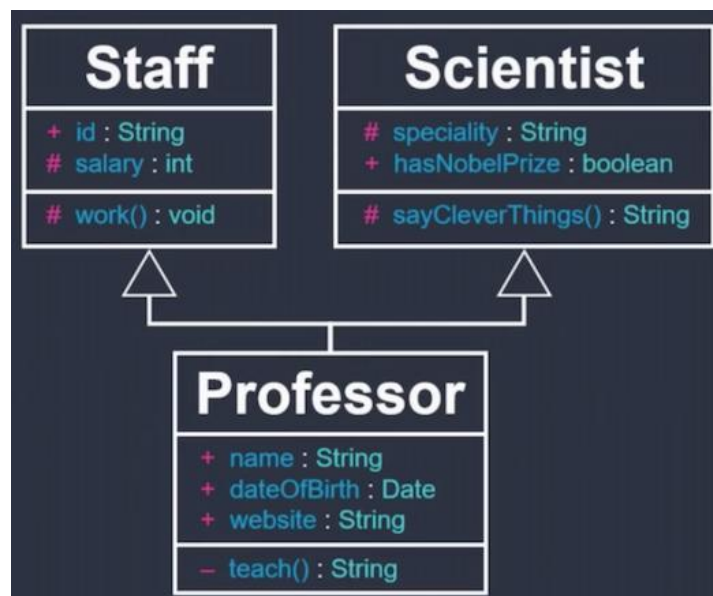 Staff
+ id : String
# salary : int
# work() : void
Scientist
# speciality : String
+ hasNobelPrize : boolean
# sayCleverThings() : String
Professor
+ name : String
+ dateOfBirth : Date
+ website : String
– teach() : String